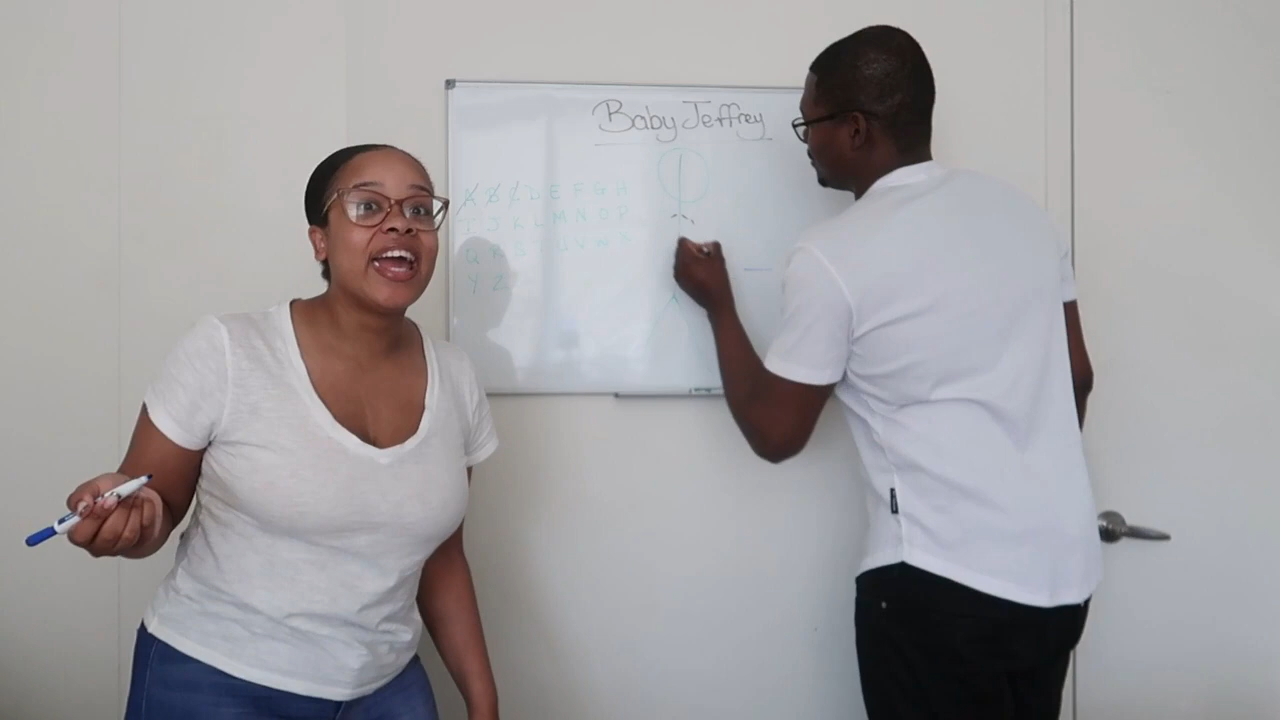 Baby Jeffrey
A B C D E F G H
I J K L M N O P
Q R S T U V W X
Y Z